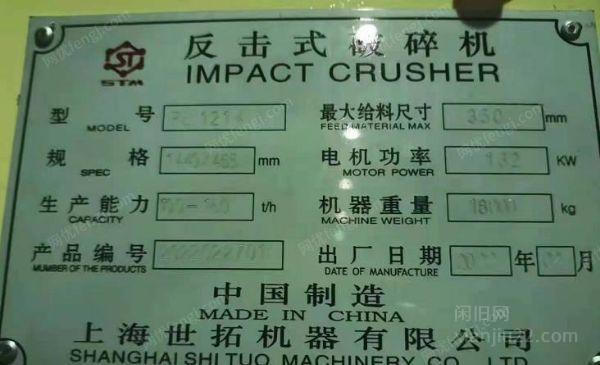 反击式破碎机
STM IMPACT CRUSHER
型号 MODEL 最大给料尺寸 FEED MATERIAL MAX 350 mm
规格 SPEC mm 电机功率 MOTOR POWER 132 KW
生产能力 CAPACITY t/h 机器重量 MACHINE WEIGHT kg
产品编号 MUMBER OF THE PRODUCTS 出厂日期 DATE OF MANUFACTURE 年 月
中国制造
MADE IN CHINA
上海世拓机器有限公司
SHANGHAI SHI TUO MACHINERY CO., LTD
闲旧网